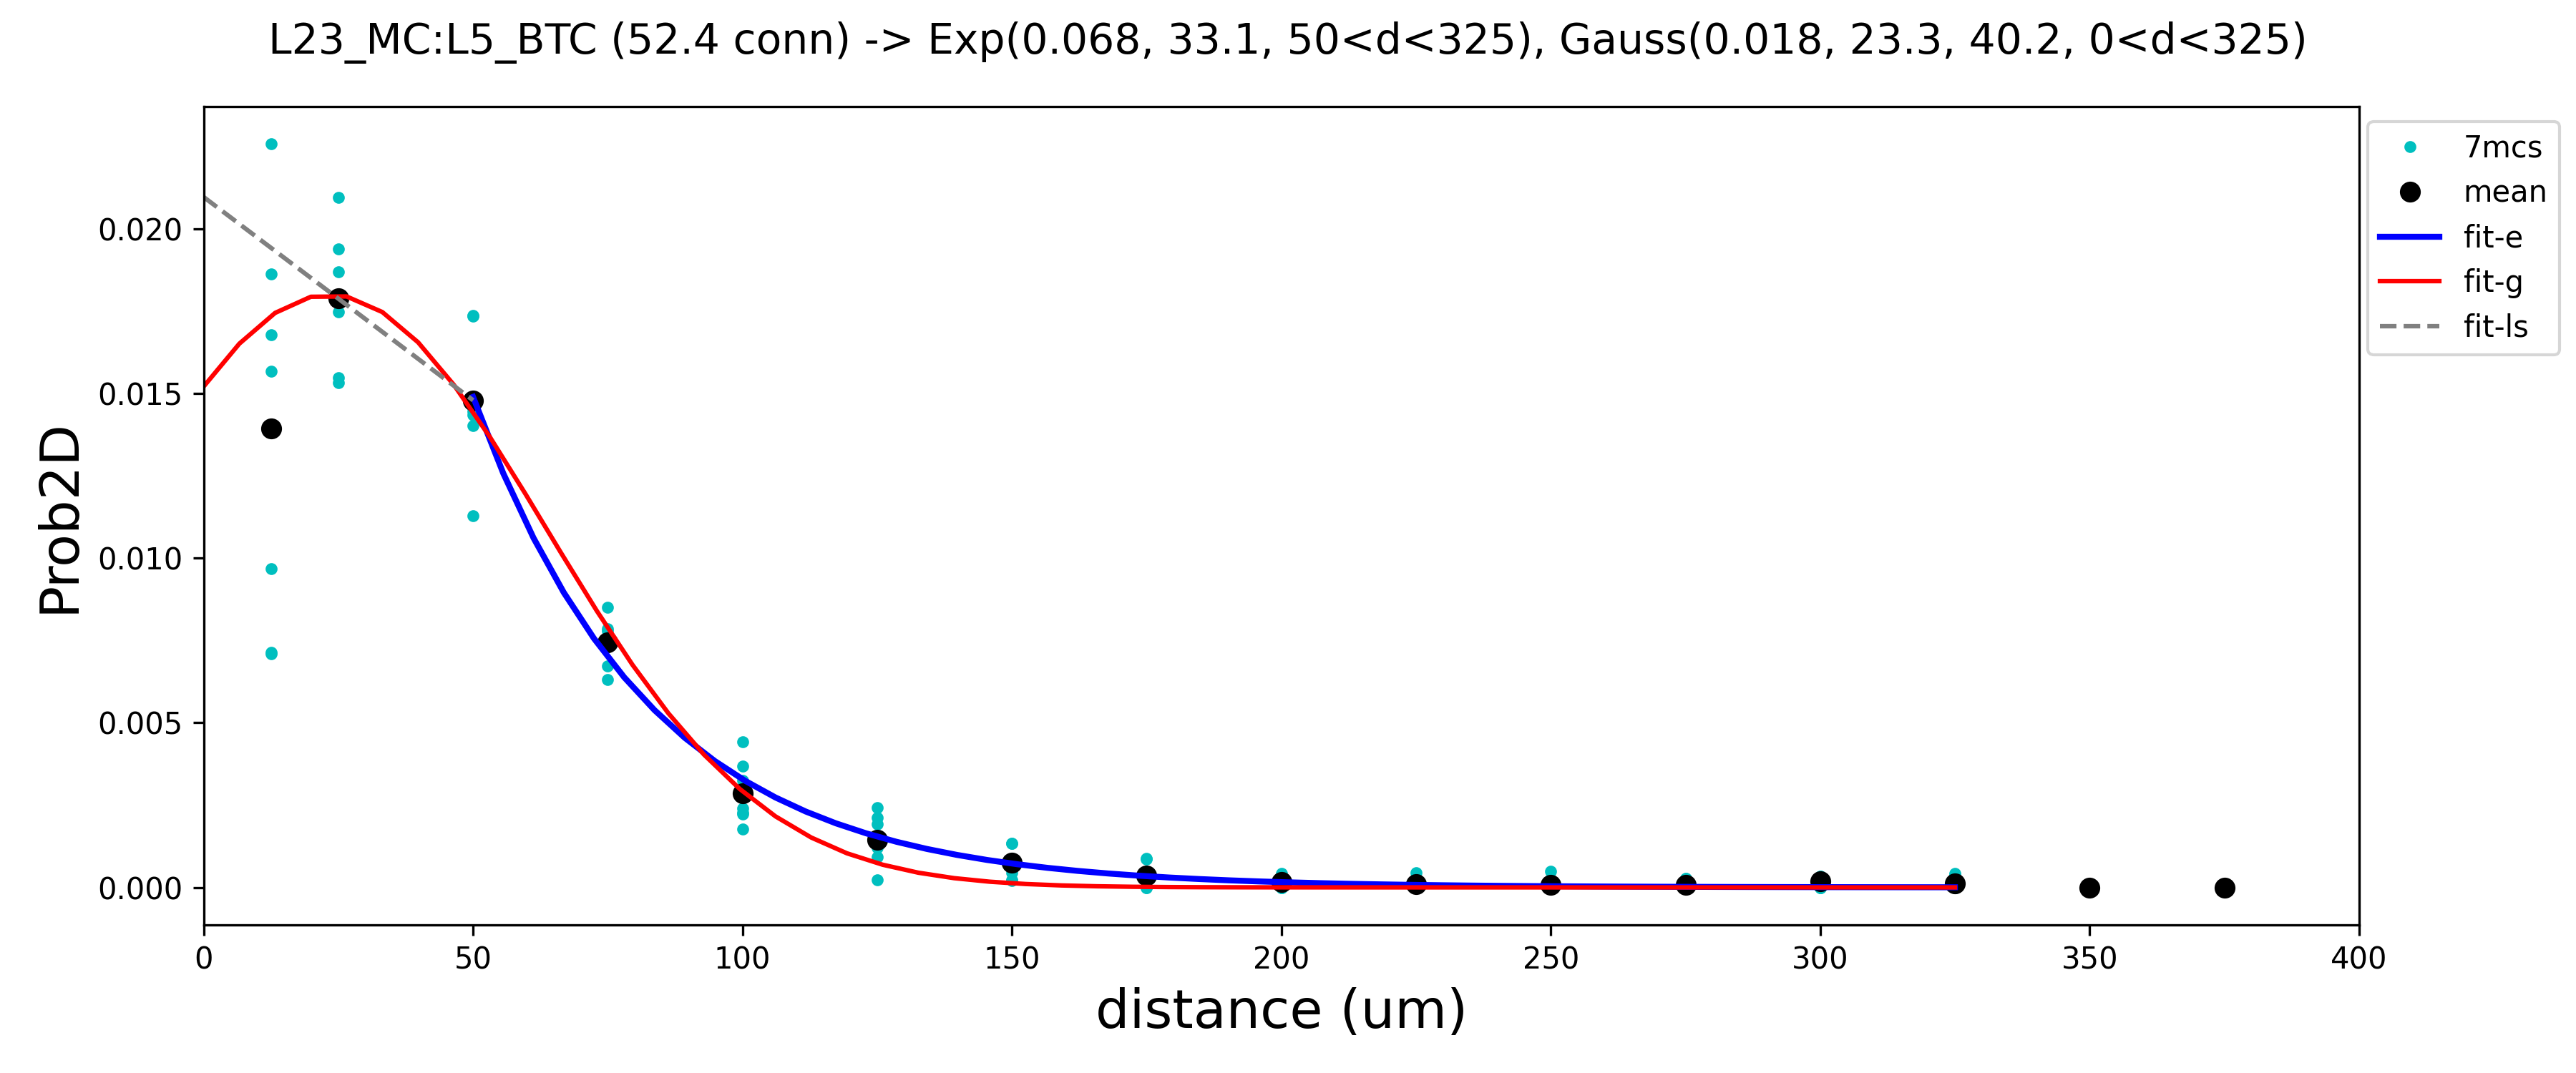 L23_MC:L5_BTC (52.4 conn) -> Exp(0.068, 33.1, 50<d<325), Gauss(0.018, 23.3, 40.2, 0<d<325)
7mcs
mean
fit-e
fit-g
fit-ls
Prob2D
0.020
0.015
0.010
0.005
0.000
0 50 100 150 200 250 300 350 400
distance (um)